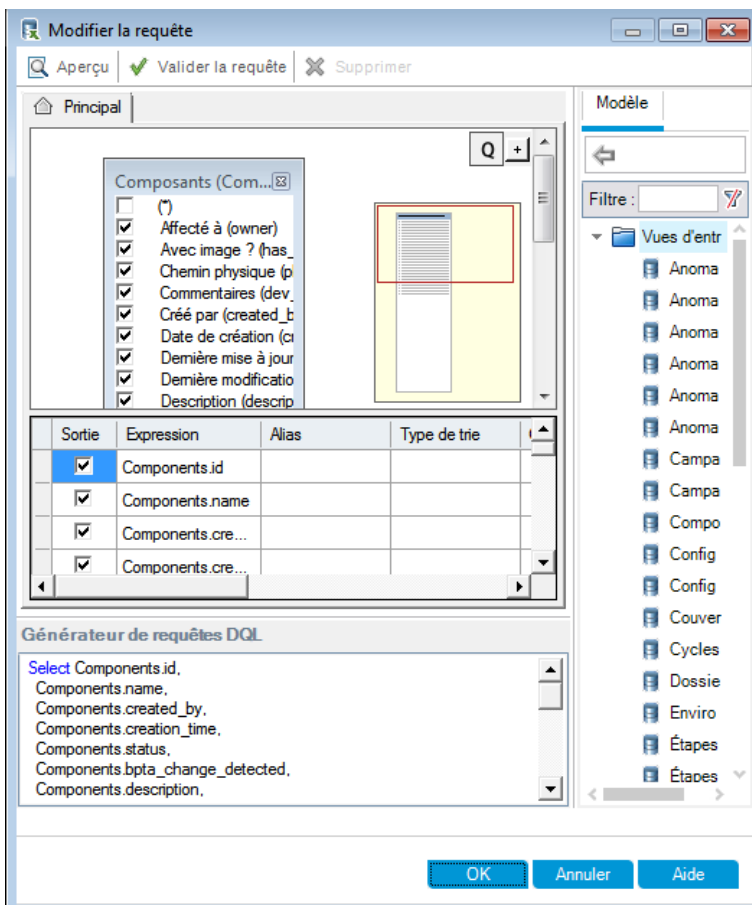 Modifier la requête
Aperçu Valider la requête Supprimer
Principal
Q +
Composants (Com...
(*)
Affecté à (owner)
Avec image ? (has_
Chemin physique (pl
Commentaires (dev_
Créé par (created_b
Date de création (cr
Dernière mise à jour
Dernière modificatio
Description (descrip
Sortie Expression Alias Type de trie
Components.id
Components.name
Components.cre...
Components.cre...
Générateur de requêtes DQL
Select Components.id,
Components.name,
Components.created_by,
Components.creation_time,
Components.status,
Components.bpta_change_detected,
Components.description,
Modèle
Filtre :
Vues d'entr
Anoma
Anoma
Anoma
Anoma
Anoma
Anoma
Campa
Campa
Compo
Config
Config
Couver
Cycles
Dossie
Enviro
Étapes
Étapes
OK Annuler Aide